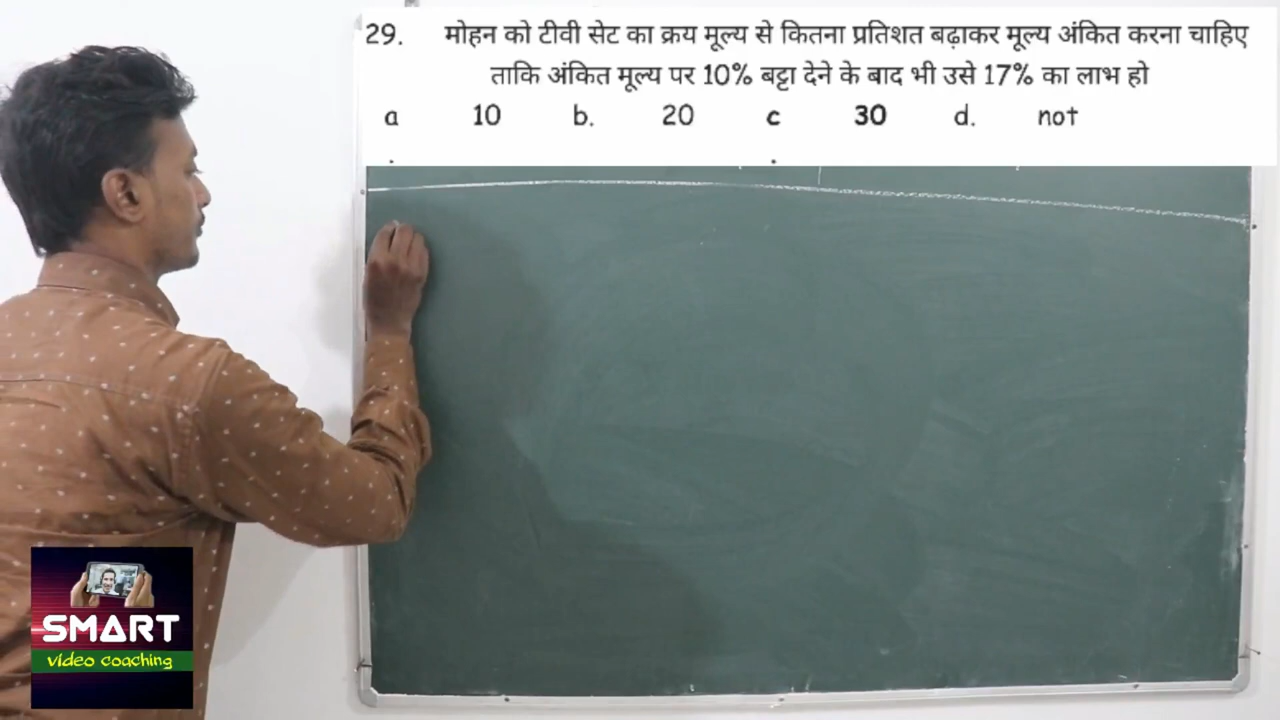 29. मोहन को टीवी सेट का क्रय मूल्य से कितना प्रतिशत बढ़ाकर मूल्य अंकित करना चाहिए
ताकि अंकित मूल्य पर 10% बट्टा देने के बाद भी उसे 17% का लाभ हो
a 10 b. 20 c 30 d. not
SMART
video coaching